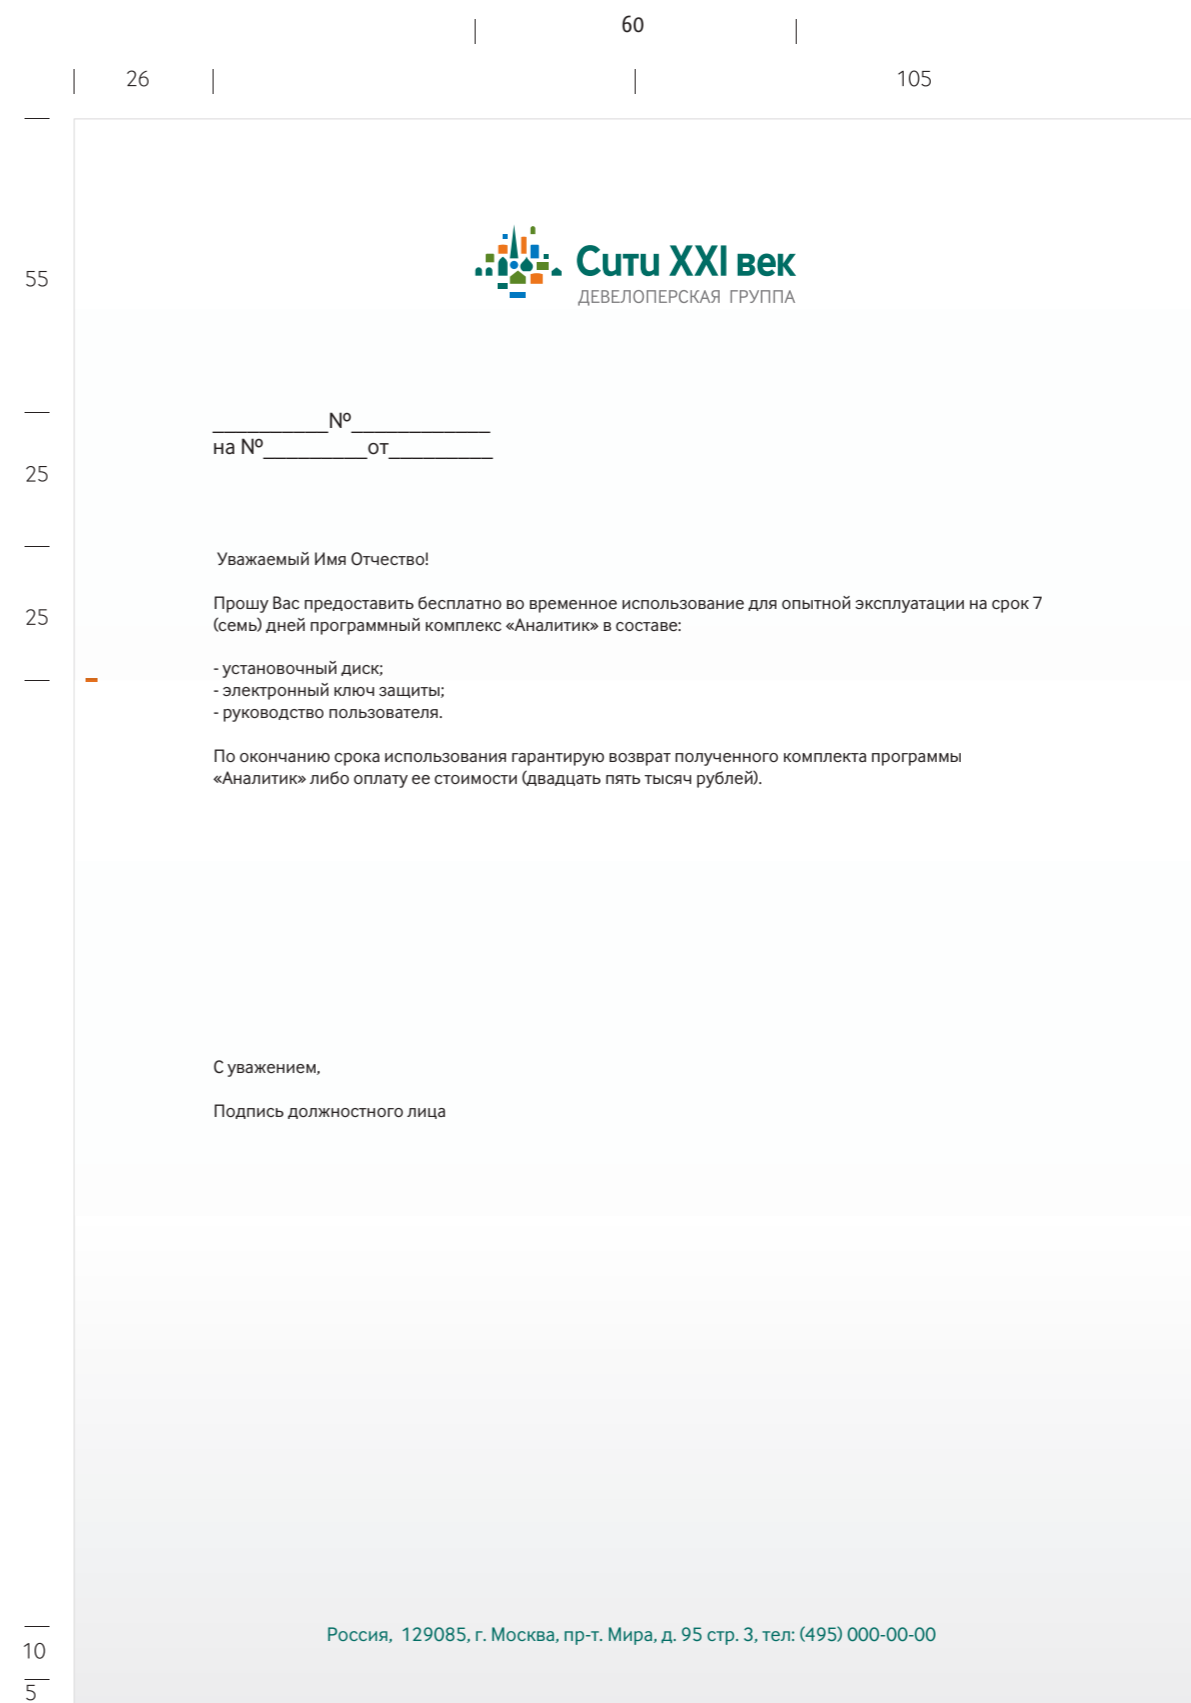 60
26
105
55
Сити XXI век
ДЕВЕЛОПЕРСКАЯ ГРУППА
__________№____________
на №_________от_________
25
Уважаемый Имя Отчество!
25
Прошу Вас предоставить бесплатно во временное использование для опытной эксплуатации на срок 7
(семь) дней программный комплекс «Аналитик» в составе:
- установочный диск;
- электронный ключ защиты;
- руководство пользователя.
По окончанию срока использования гарантирую возврат полученного комплекта программы
«Аналитик» либо оплату ее стоимости (двадцать пять тысяч рублей).
С уважением,
Подпись должностного лица
Россия,  129085, г. Москва, пр-т. Мира, д. 95 стр. 3, тел: (495) 000-00-00
10
5